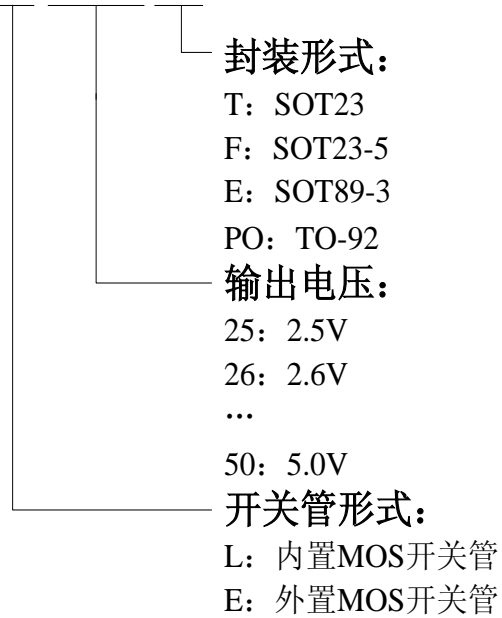 封装形式：
T：SOT23
F：SOT23-5
E：SOT89-3
PO：TO-92
输出电压：
25：2.5V
26：2.6V
…
50：5.0V
开关管形式：
L：内置MOS开关管
E：外置MOS开关管